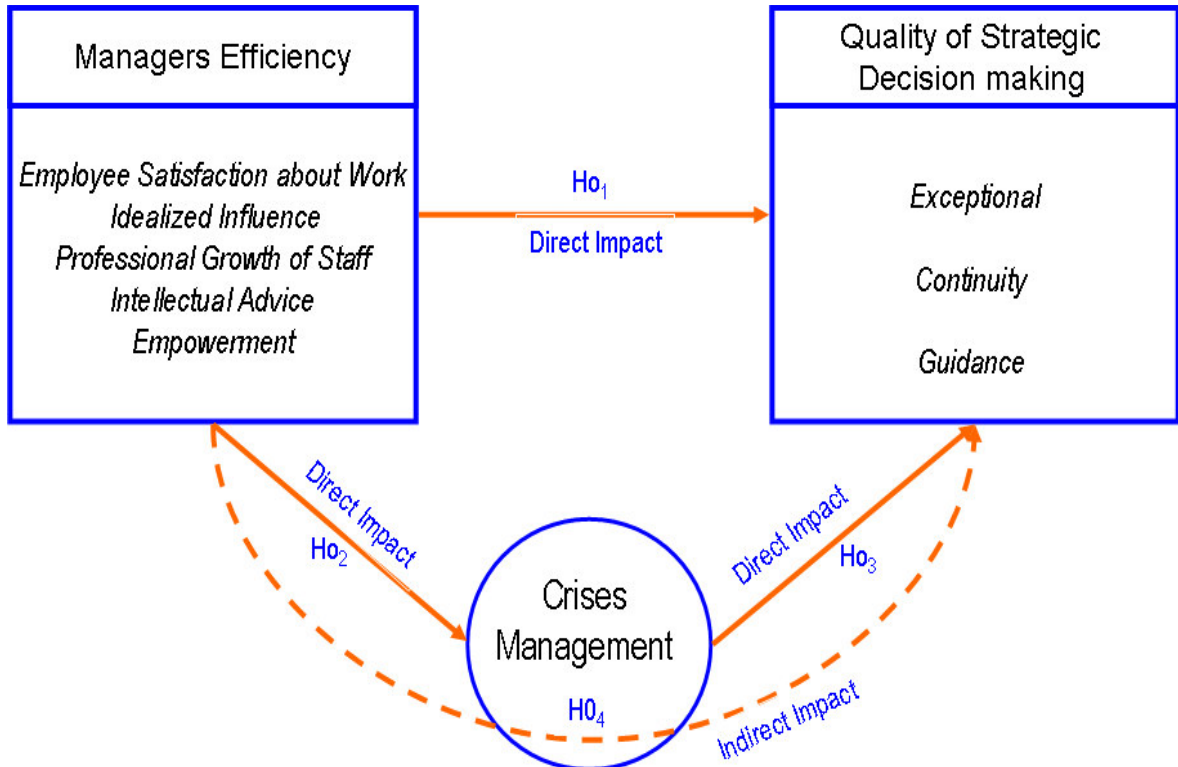 Managers Efficiency
Employee Satisfaction about Work
Idealized Influence
Professional Growth of Staff
Intellectual Advice
Empowerment
Ho₁
Direct Impact
Quality of Strategic
Decision making
Exceptional
Continuity
Guidance
Direct Impact
Ho₂
Crises
Management
H0₄
Direct Impact
Ho₃
Indirect Impact